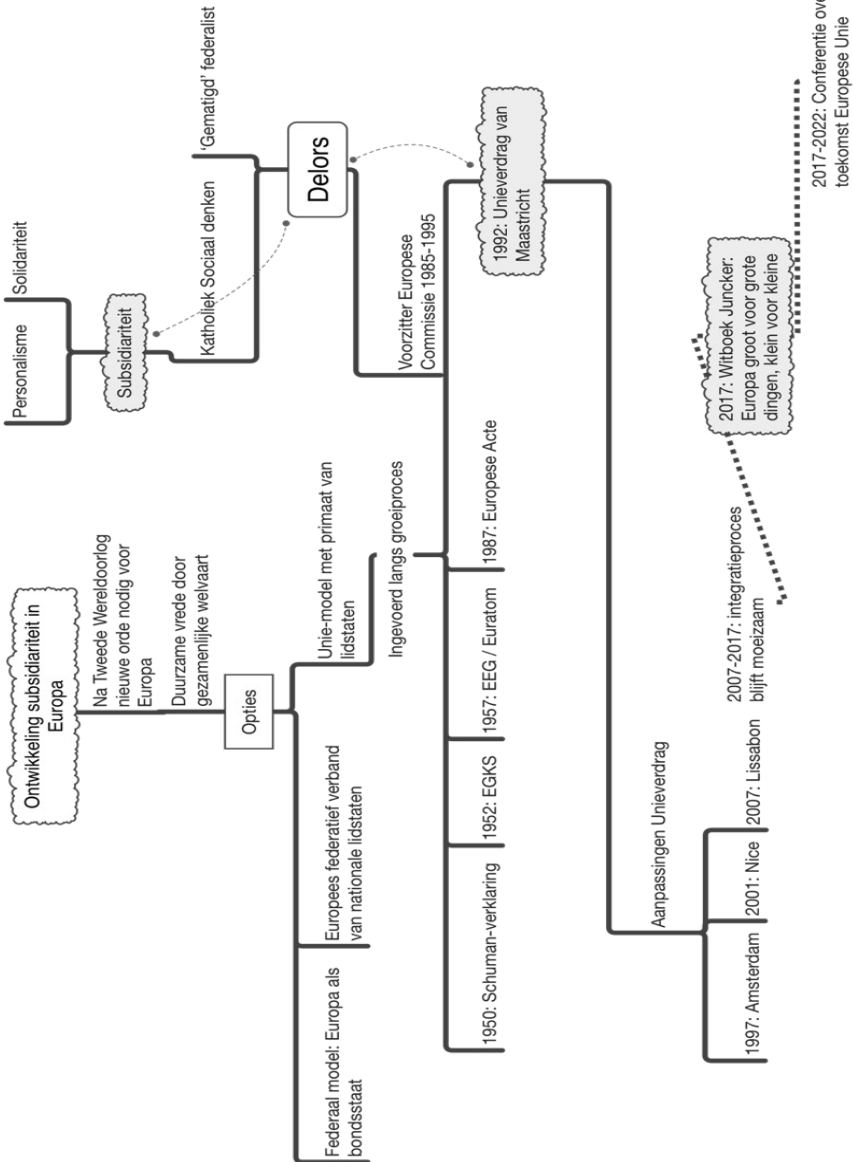 Ontwikkeling subsidiariteit in
Europa
Na Tweede Wereldoorlog
nieuwe orde nodig voor
Europa
Duurzame vrede door
gezamenlijke welvaart
Opties
Federaal model: Europa als
bondsstaat
Europees federatief verband
van nationale lidstaten
Unie-model met primaat van
lidstaten
Ingevoerd langs groeiproces
1950: Schuman-verklaring
1952: EGKS
1957: EEG / Euratom
1987: Europese Acte
Personalisme
Solidariteit
Subsidiariteit
Katholiek Sociaal denken
'Gematigd' federalist
Delors
Voorzitter Europese
Commissie 1985-1995
1992: Unieverdrag van
Maastricht
Aanpassingen Unieverdrag
1997: Amsterdam
2001: Nice
2007: Lissabon
2007-2017: integratieproces
blijft moeizaam
2017: Witboek Juncker:
Europa groot voor grote
dingen, klein voor kleine
2017-2022: Conferentie
toekomst Europese Unie